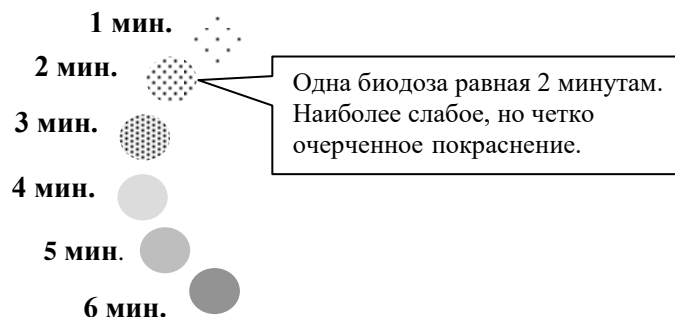 1 мин.
2 мин.
Одна биодоза равная 2 минутам.
Наиболее слабое, но четко
очерченное покраснение.
3 мин.
4 мин.
5 мин.
6 мин.